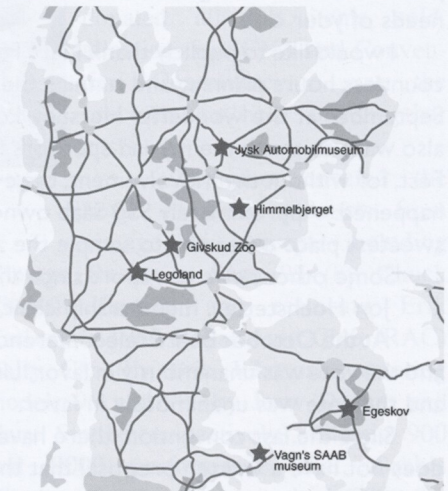 Jysk Automobilmuseum
Himmelbjerget
Givskud Zoo
Legoland
Egeskov
Vagn's SAAB
museum